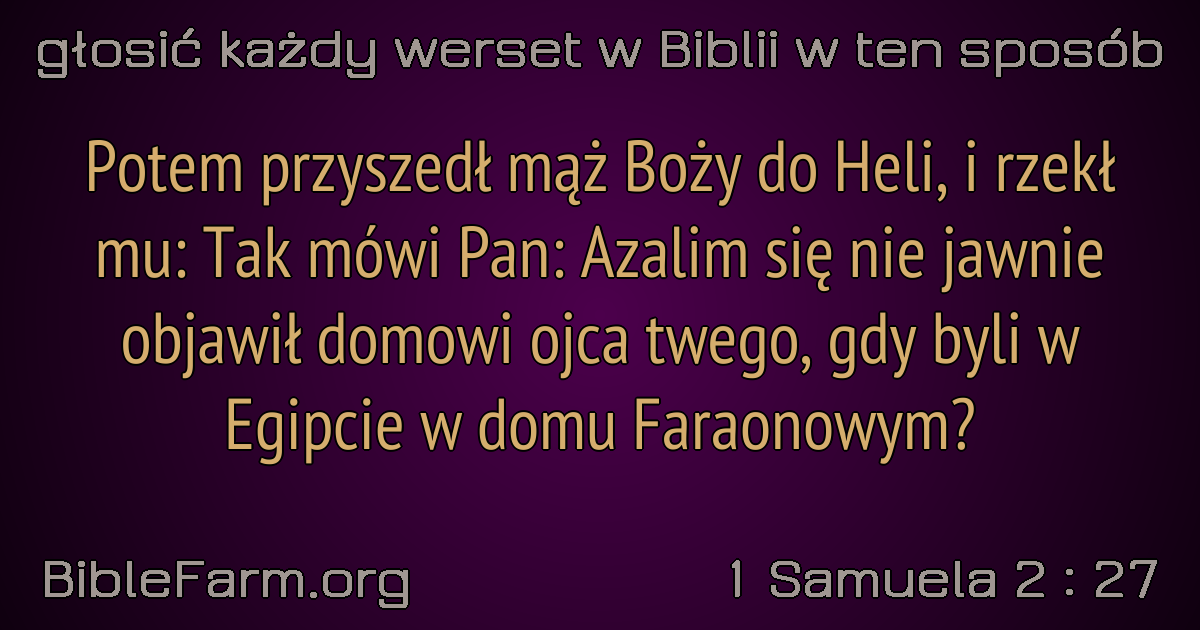 głosić każdy werset w Biblii w ten sposób
Potem przyszedł mąż Boży do Heli, i rzekł
mu: Tak mówi Pan: Azalim się nie jawnie
objawił domowi ojca twego, gdy byli w
Egipcie w domu Faraonowym?
BibleFarm.org
1 Samuela 2 : 27